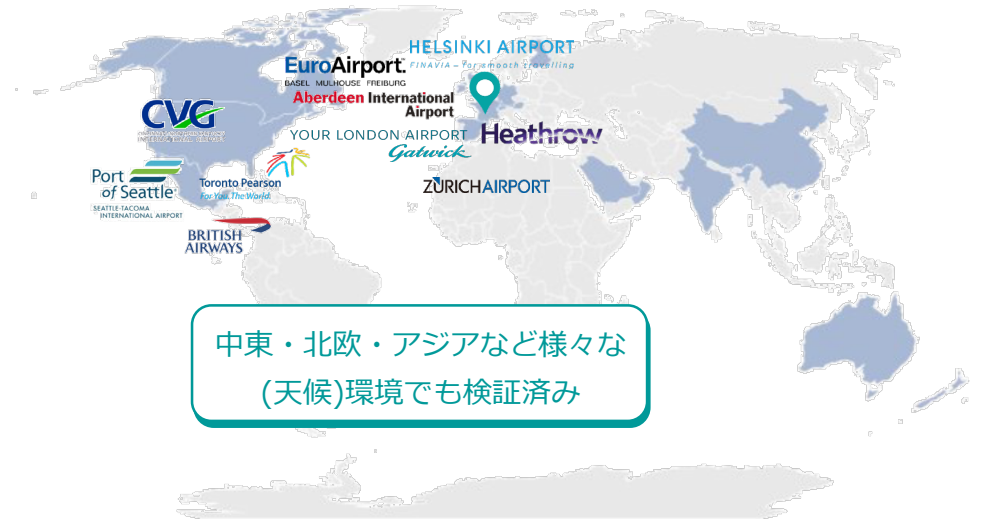 HELSINKI AIRPORT
FINAVIA – For smooth travelling
EuroAirport.
BASEL MULHOUSE FREIBURG
Aberdeen International
Airport
CVG
YOUR LONDON AIRPORT
Gatwick
Heathrow
Port
of Seattle
SEATTLE-TACOMA
INTERNATIONAL AIRPORT
Toronto Pearson
For You. The World.
ZÜRICHAIRPORT
BRITISH
AIRWAYS
中東・北欧・アジアなど様々な
(天候)環境でも検証済み